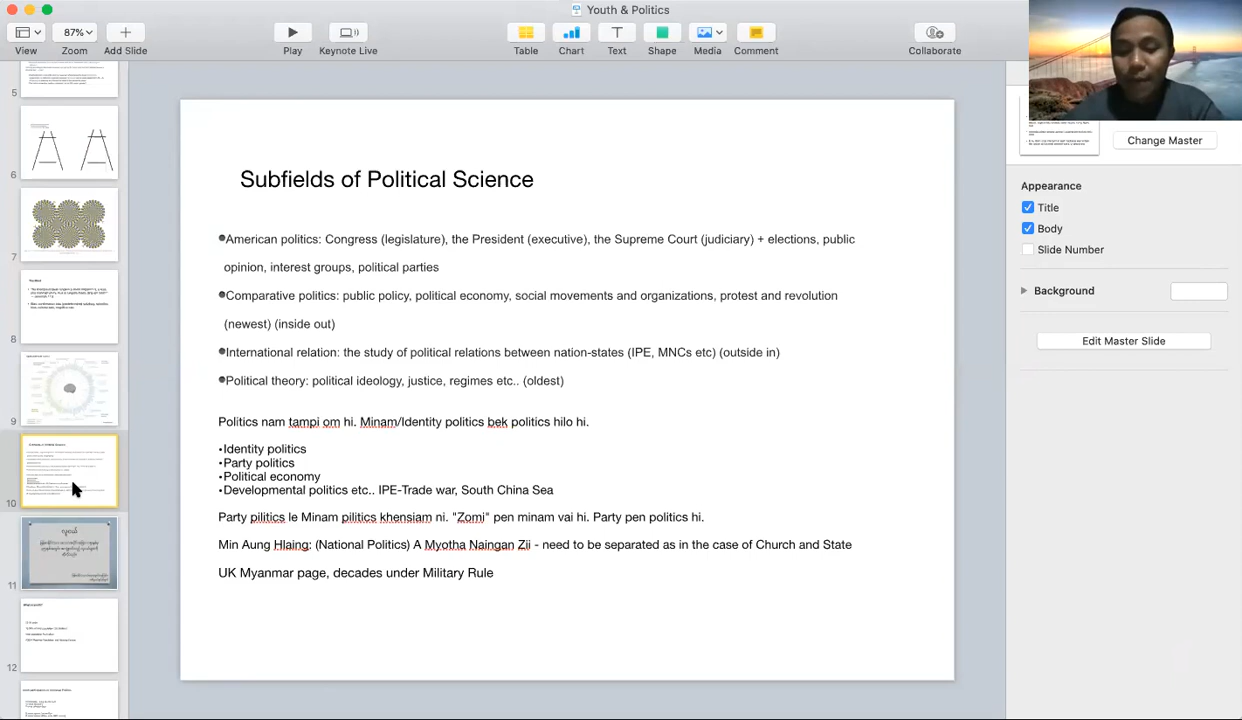 Youth & Politics
87%
View
Zoom
Add Slide
Play
Keynote Live
Table
Chart
Text
Shape
Media
Comment
Collaborate
5
6
7
8
9
10
11
12
Subfields of Political Science
•American politics: Congress (legislature), the President (executive), the Supreme Court (judiciary) + elections, public
opinion, interest groups, political parties
•Comparative politics: public policy, political economy, social movements and organizations, protest and revolution
(newest) (inside out)
•International relation: the study of political relations between nation-states (IPE, MNCs etc) (outside in)
•Political theory: political ideology, justice, regimes etc.. (oldest)
Politics nam tampi om hi. Minam/Identity politics bek politics hilo hi.
•Identity politics
•Party politics
•Political economy
•Developmental politics etc.. IPE-Trade war, South China Sea
Party pilitics le Minam pilitics khensiam ni. "Zomi" pen minam vai hi. Party pen politics hi.
Min Aung Hlaing: (National Politics) A Myotha Naingan Zii - need to be separated as in the case of Church and State
UK Myanmar page, decades under Military Rule
Change Master
Appearance
Title
Body
Slide Number
Background
Edit Master Slide